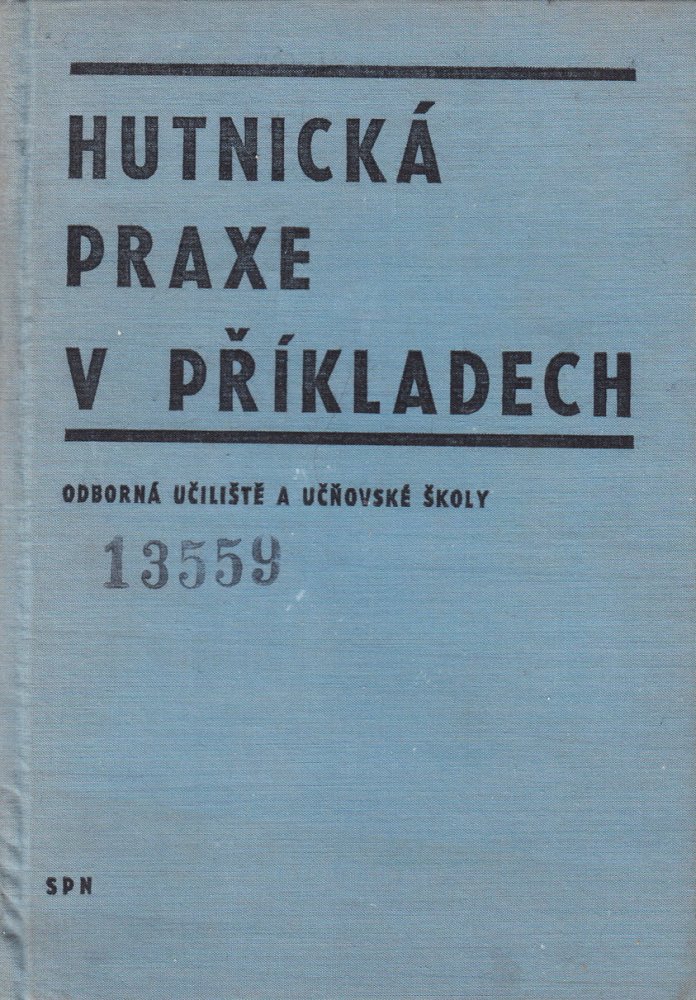 HUTNICKÁ
PRAXE
V PŘÍKLADECH
ODBORNÁ UČILIŠTĚ A UČŇOVSKÉ ŠKOLY
13559
SPN